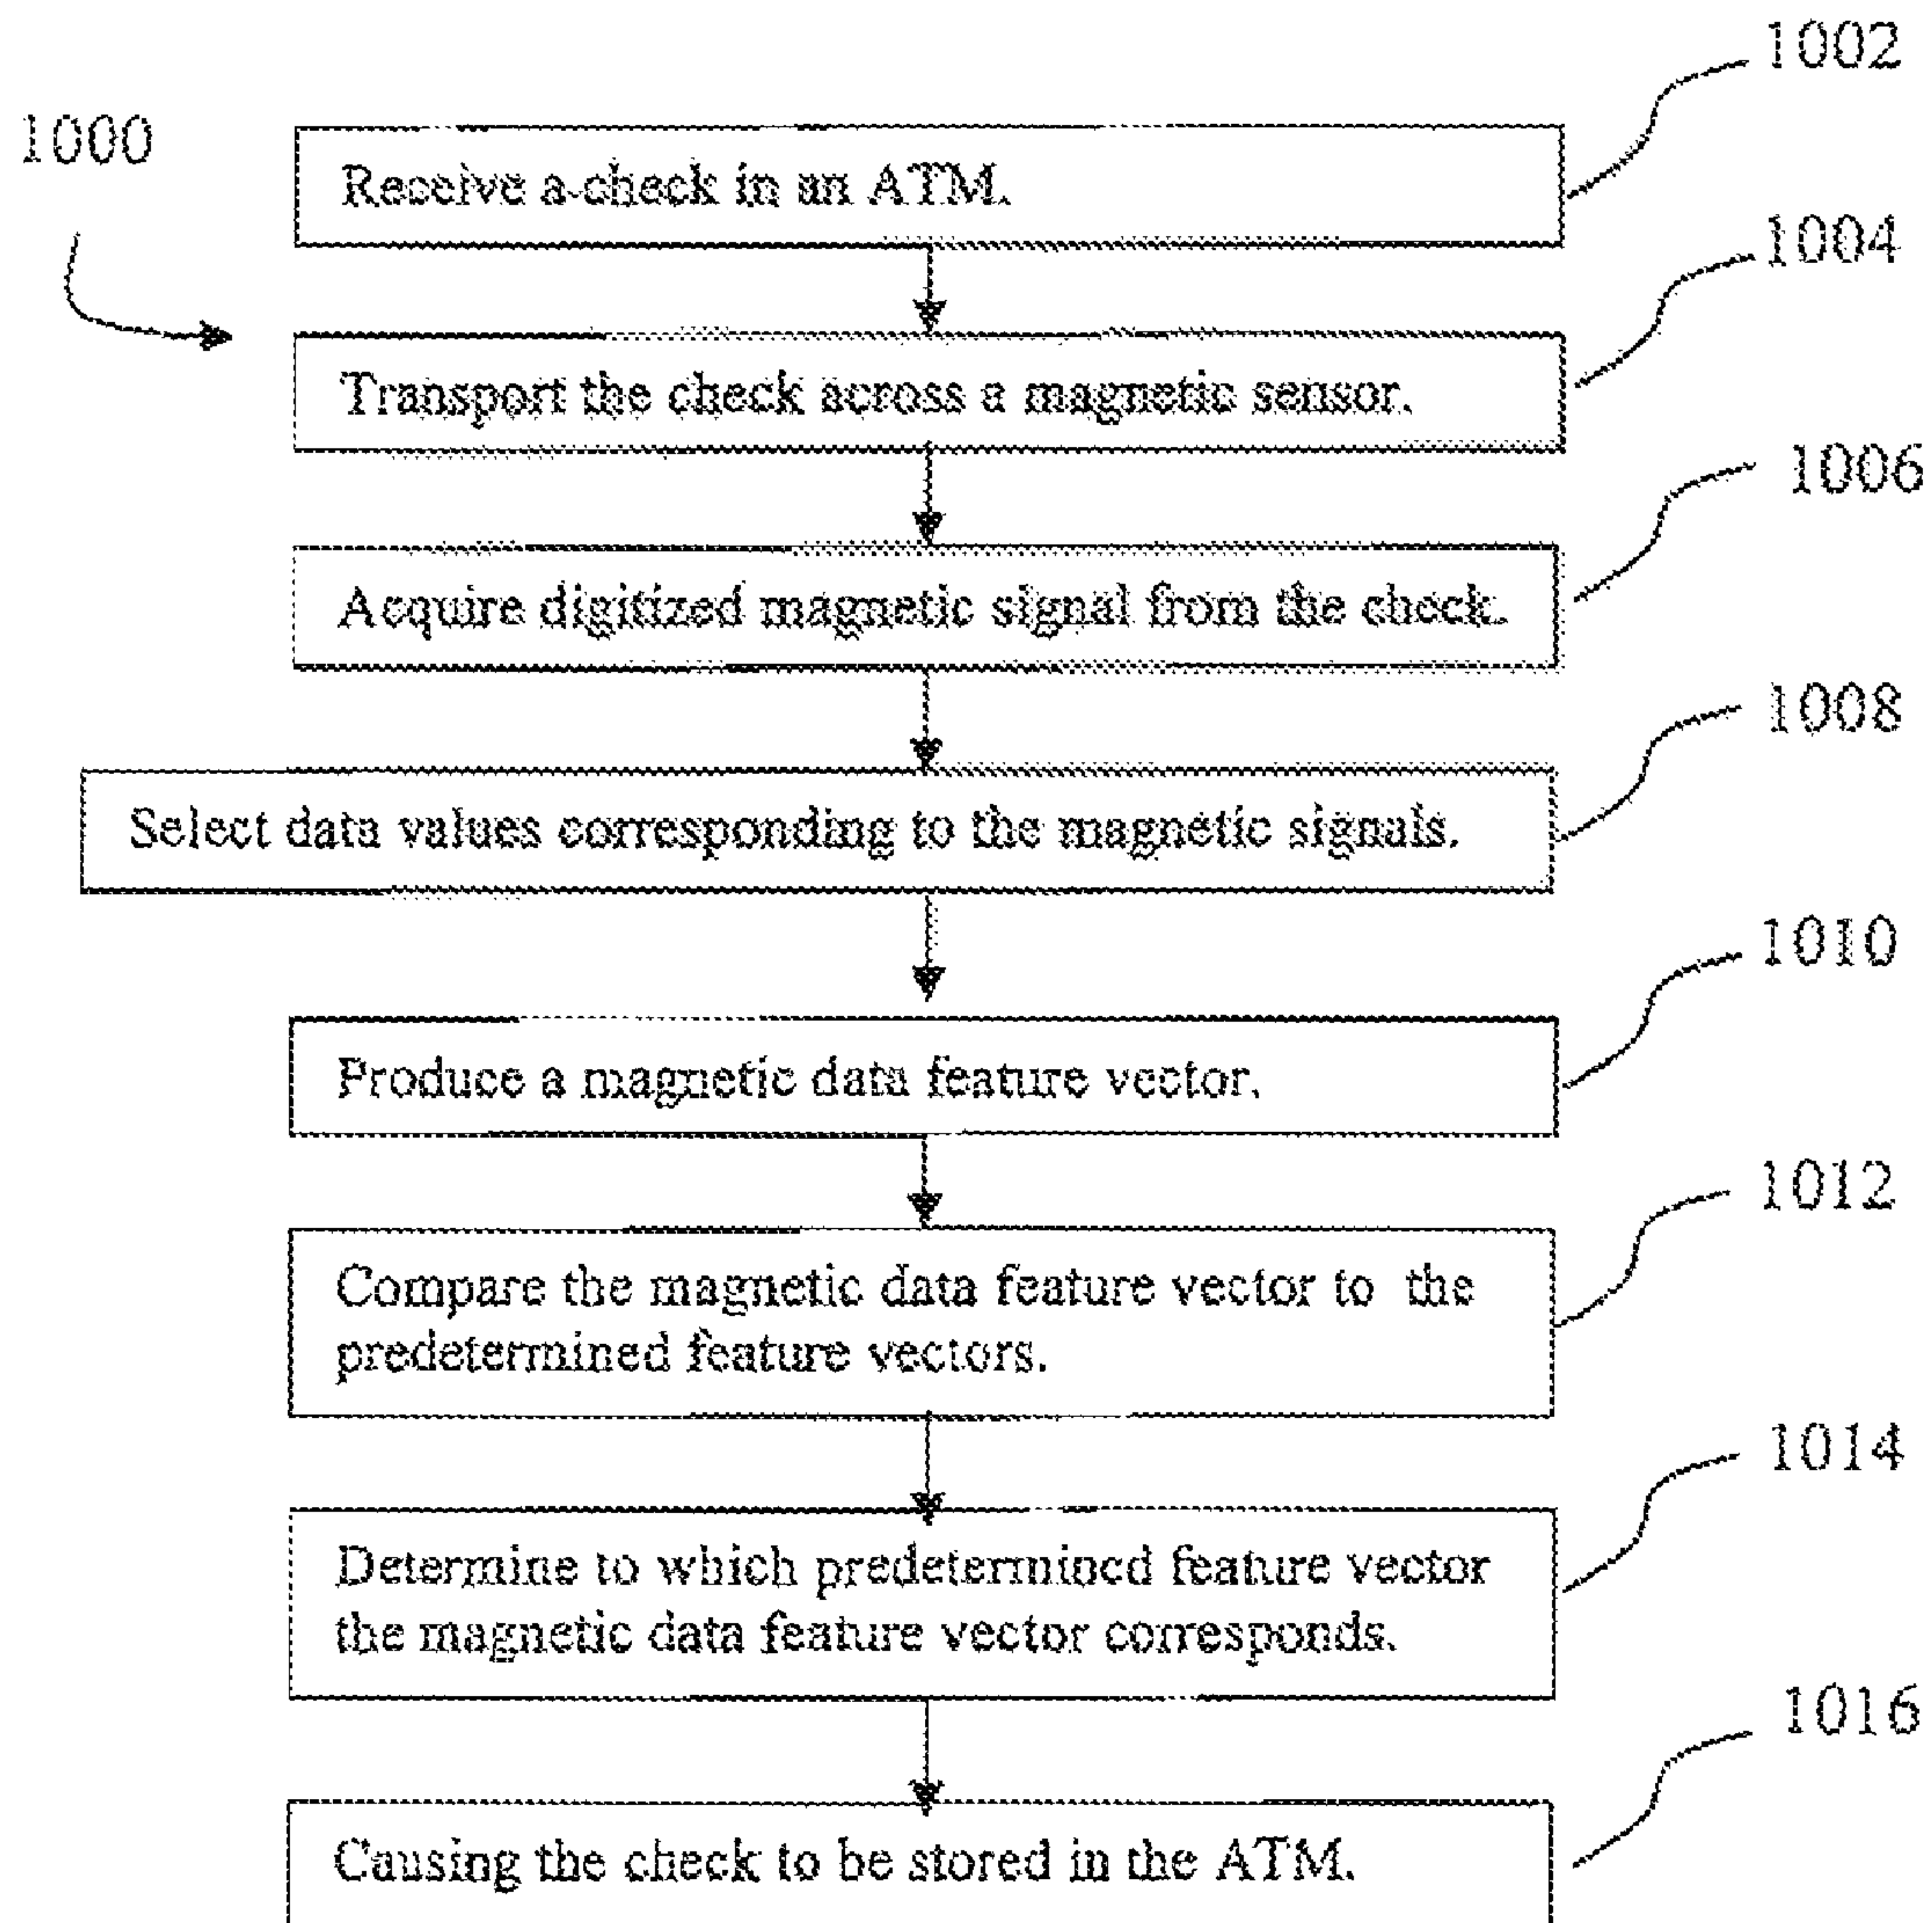 1002
1000
Receive a check in an ATM.
1004
Transport the check across a magnetic sensor.
1006
Acquire digitized magnetic signal from the check.
1008
Select data values corresponding to the magnetic signals.
1010
Produce a magnetic data feature vector.
1012
Compare the magnetic data feature vector to the
predetermined feature vectors.
1014
Determine to which predetermined feature vector
the magnetic data feature vector corresponds.
1016
Causing the check to be stored in the ATM.